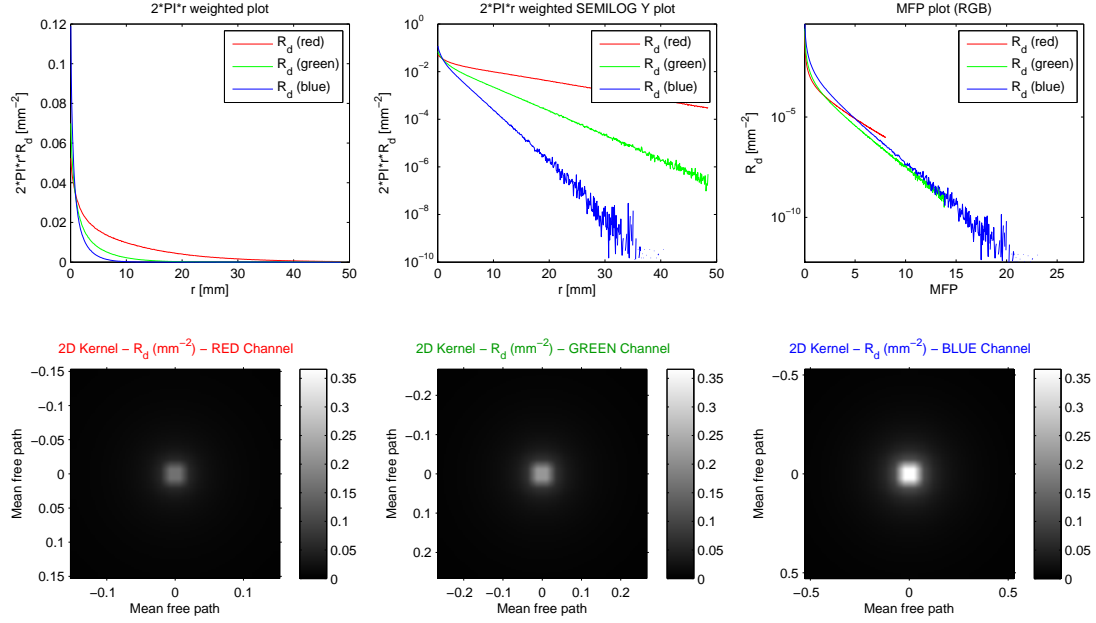 2*PI*r weighted plot
0.12
0.1
0.08
0.06
0.04
0.02
0
2*PI*r*R_d [mm^−2]
R_d (red)
R_d (green)
R_d (blue)
0 10 20 30 40 50
r [mm]
2*PI*r weighted SEMILOG Y plot
10^0
10^−2
10^−4
10^−6
10^−8
10^−10
2*PI*r*R_d [mm^−2]
R_d (red)
R_d (green)
R_d (blue)
0 10 20 30 40 50
r [mm]
MFP plot (RGB)
10^−5
10^−10
R_d [mm^−2]
R_d (red)
R_d (green)
R_d (blue)
0 5 10 15 20 25
MFP
2D Kernel − R_d (mm^−2) − RED Channel
−0.15
−0.1
−0.05
0
0.05
0.1
0.15
Mean free path
−0.1 0 0.1
Mean free path
0.35
0.3
0.25
0.2
0.15
0.1
0.05
0
2D Kernel − R_d (mm^−2) − GREEN Channel
−0.2
−0.1
0
0.1
0.2
Mean free path
−0.2 −0.1 0 0.1 0.2
Mean free path
0.35
0.3
0.25
0.2
0.15
0.1
0.05
0
2D Kernel − R_d (mm^−2) − BLUE Channel
−0.5
0
0.5
Mean free path
−0.5 0 0.5
Mean free path
0.35
0.3
0.25
0.2
0.15
0.1
0.05
0